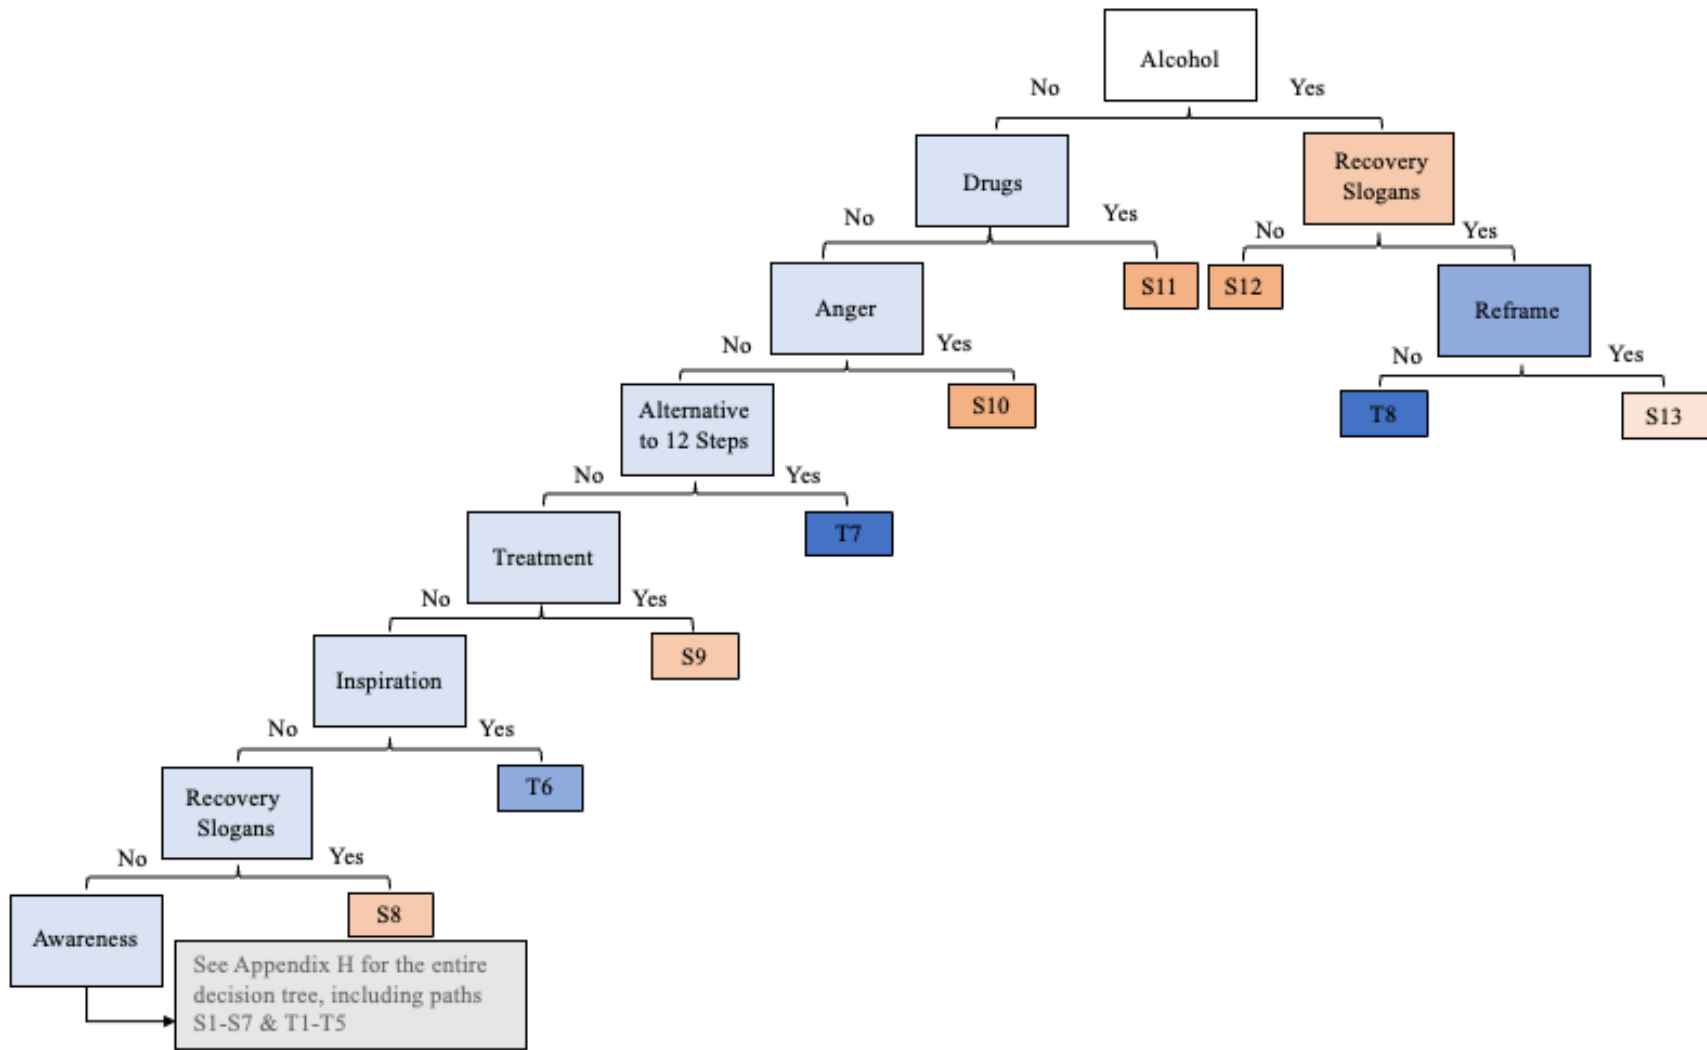 Alcohol
No
Yes
Drugs
Recovery
Slogans
No
Yes
No
Yes
Anger
S11
S12
Reframe
No
Yes
No
Yes
Alternative
to 12 Steps
S10
T8
S13
No
Yes
Treatment
T7
No
Yes
Inspiration
S9
No
Yes
Recovery
Slogans
T6
No
Yes
Awareness
S8
See Appendix H for the entire
decision tree, including paths
S1-S7 & T1-T5